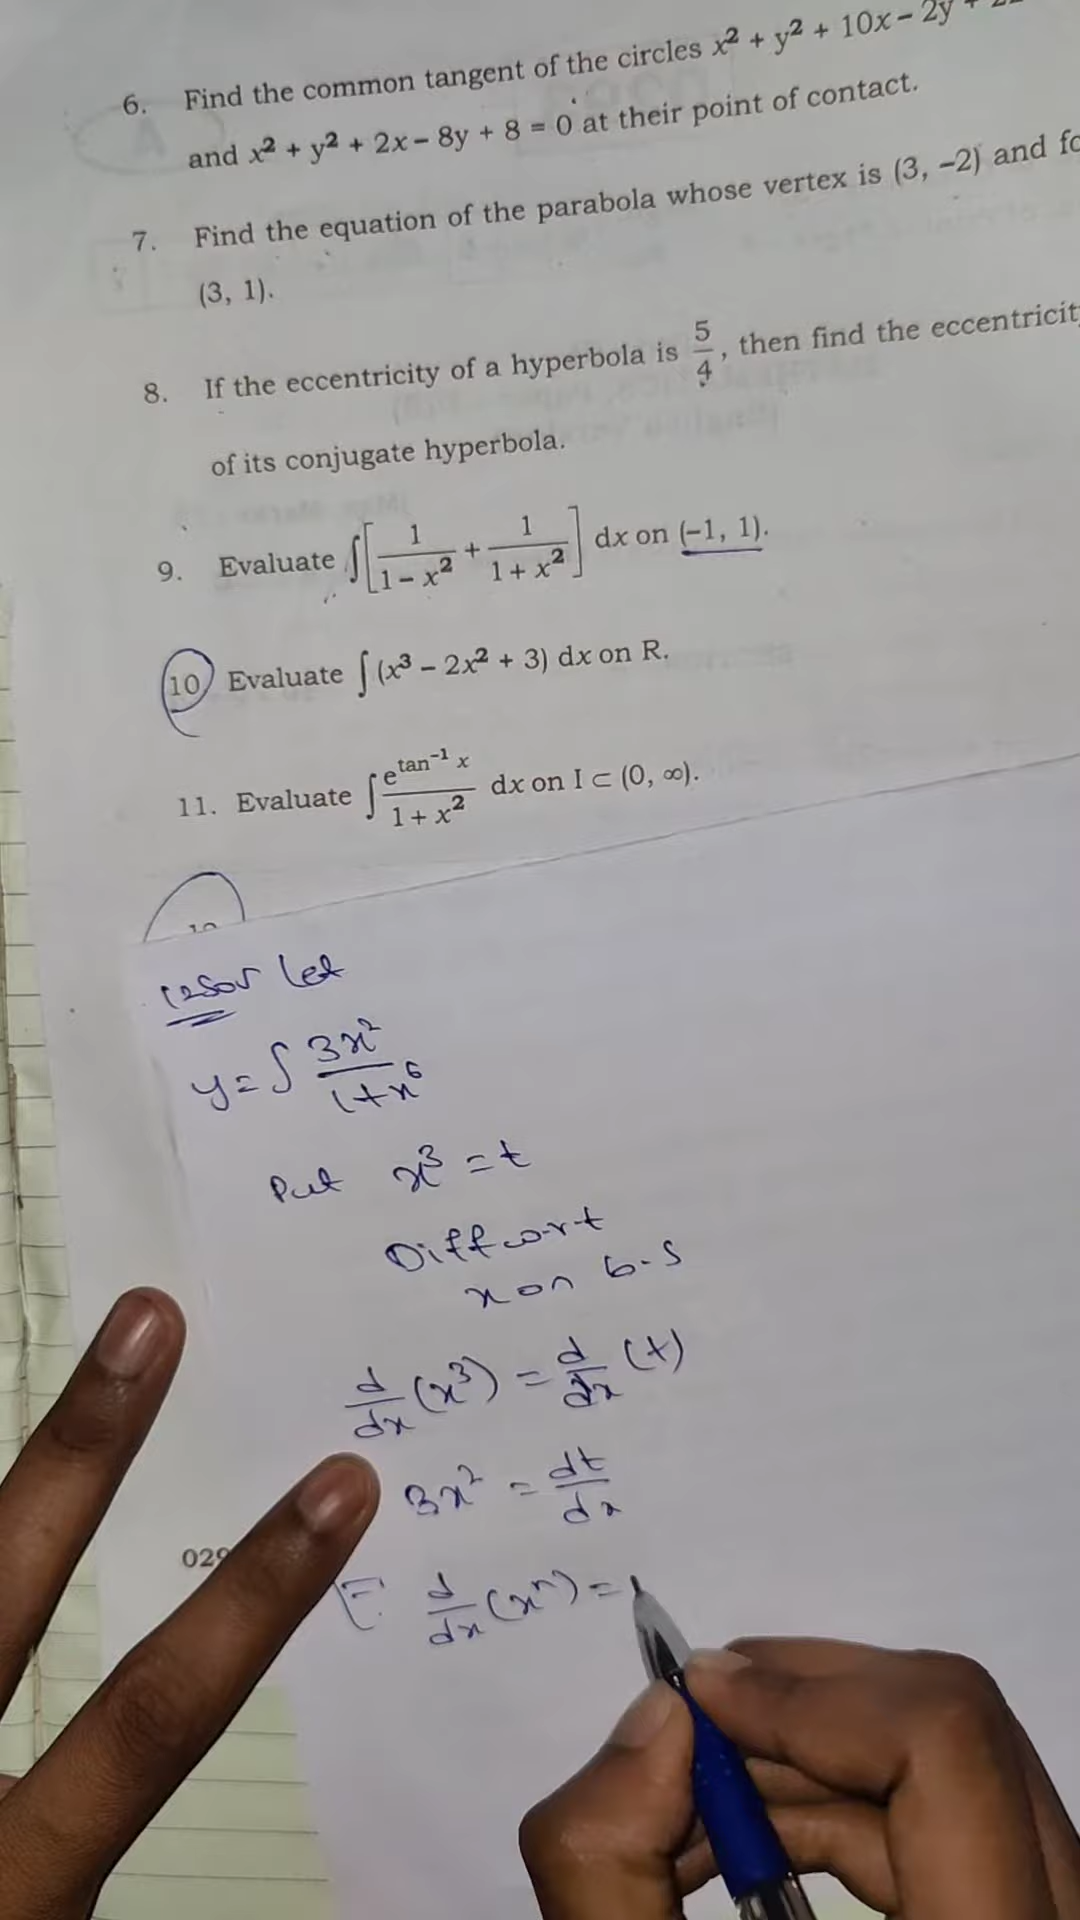 6. Find the common tangent of the circles x² + y² + 10x – 2y +
and x² + y² + 2x – 8y + 8 = 0 at their point of contact.
7. Find the equation of the parabola whose vertex is (3, –2) and fo
(3, 1).
8. If the eccentricity of a hyperbola is 5/4, then find the eccentricity
of its conjugate hyperbola.
9. Evaluate ∫[1/(1 – x²) + 1/(1 + x²)] dx on (–1, 1).
10 Evaluate ∫(x³ – 2x² + 3) dx on R.
11. Evaluate ∫ e^(tan⁻¹ x)/(1 + x²) dx on I ⊂ (0, ∞).
12 Sol Let
y = ∫ 3x²/(1+x⁶)
Put x³ = t
Diff w.r.t
x on b.s
d/dx (x³) = d/dx (t)
3x² = dt/dx
029
[∵ d/dx (xⁿ) =